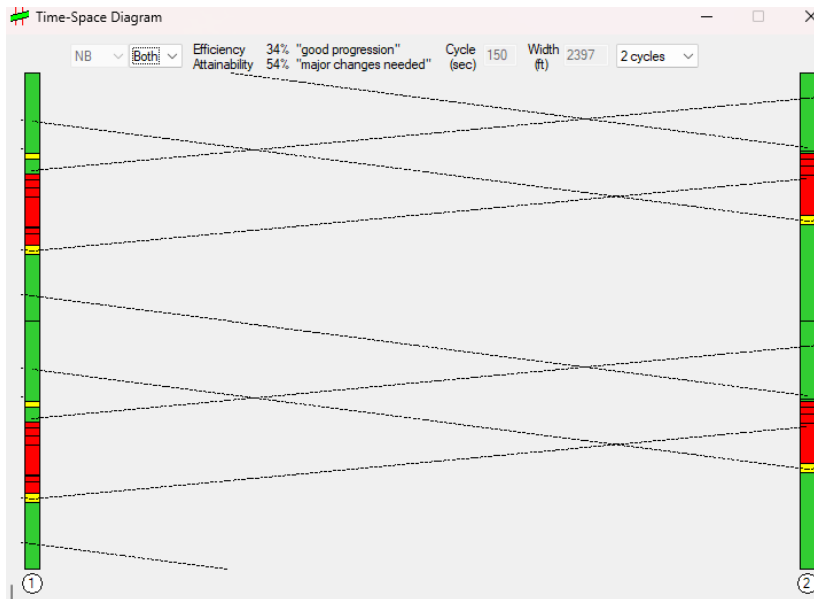 Time-Space Diagram
NB Both Efficiency 34% "good progression" Cycle 150 Width 2397 2 cycles
Attainability 54% "major changes needed" (sec) (ft)
1 2